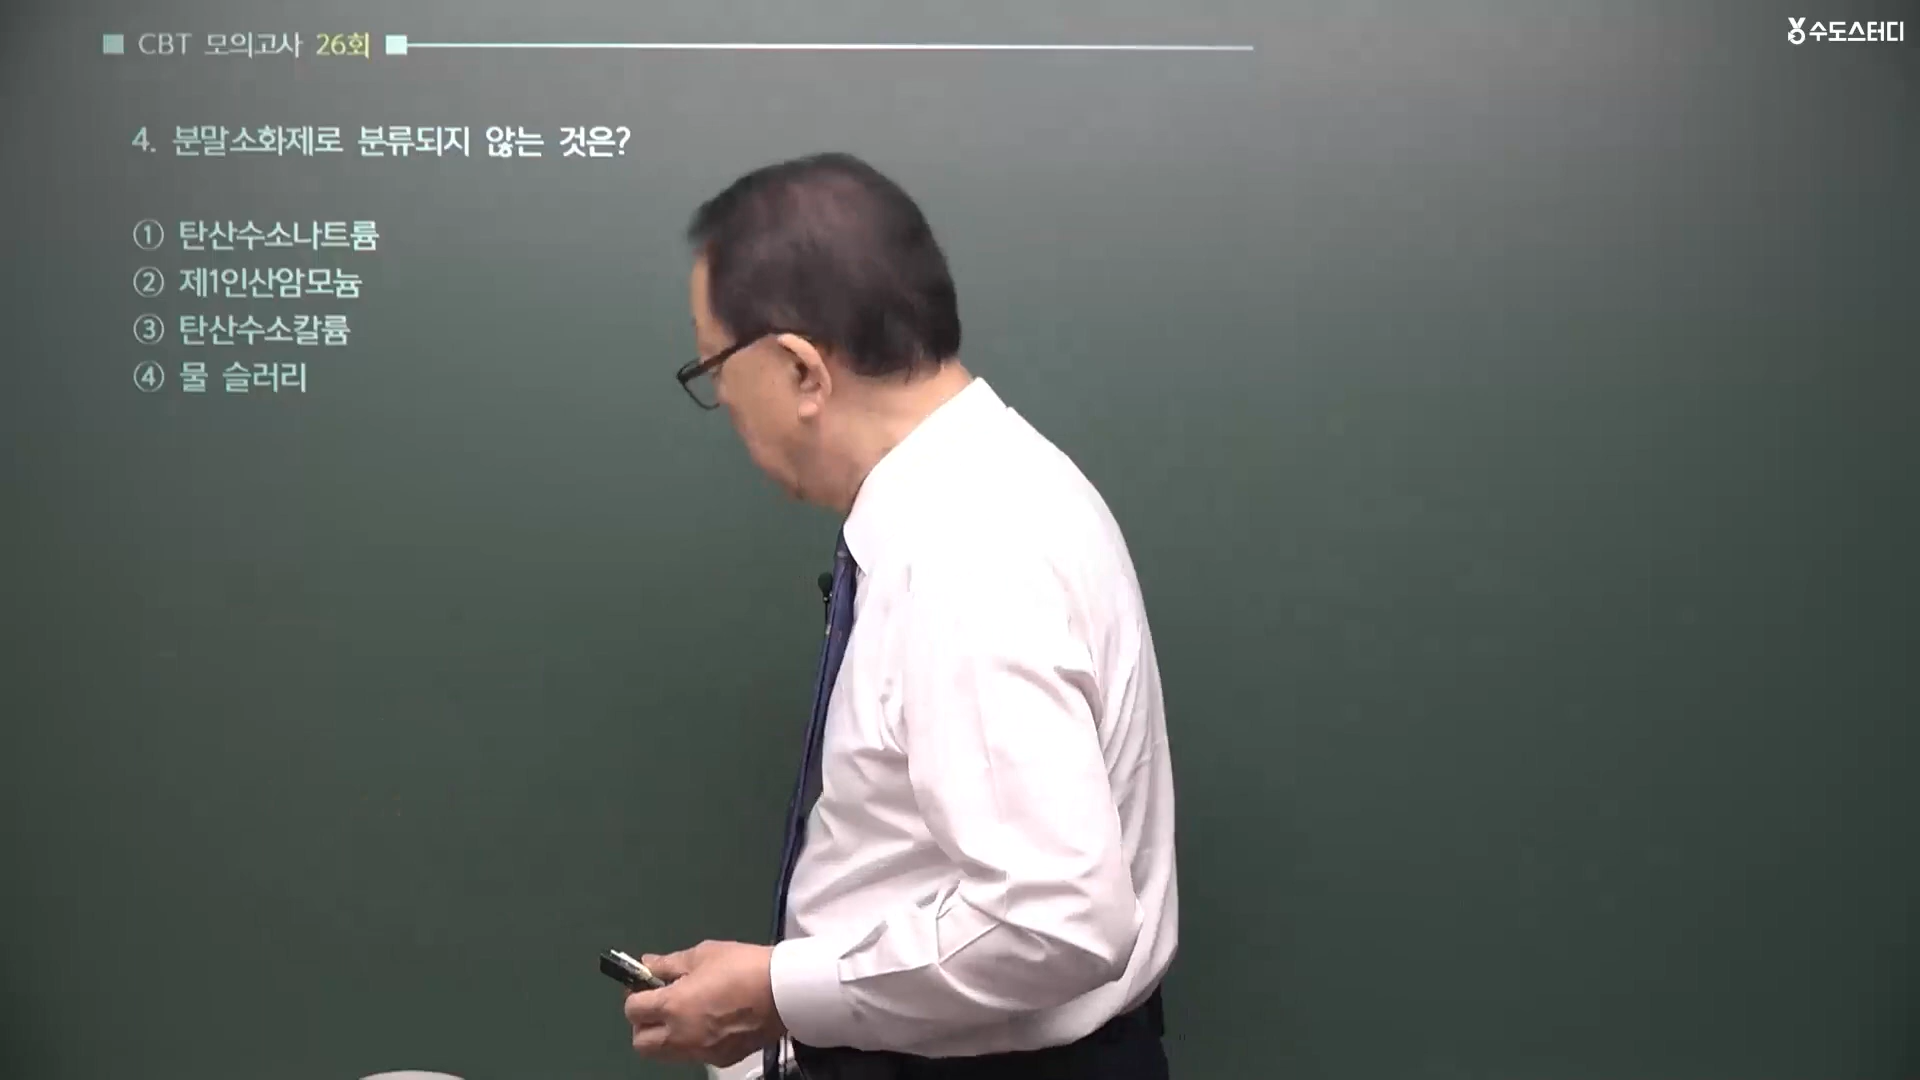 CBT 모의고사 26회
수도스터디
4. 분말소화제로 분류되지 않는 것은?
① 탄산수소나트륨
② 제1인산암모늄
③ 탄산수소칼륨
④ 물 슬러리